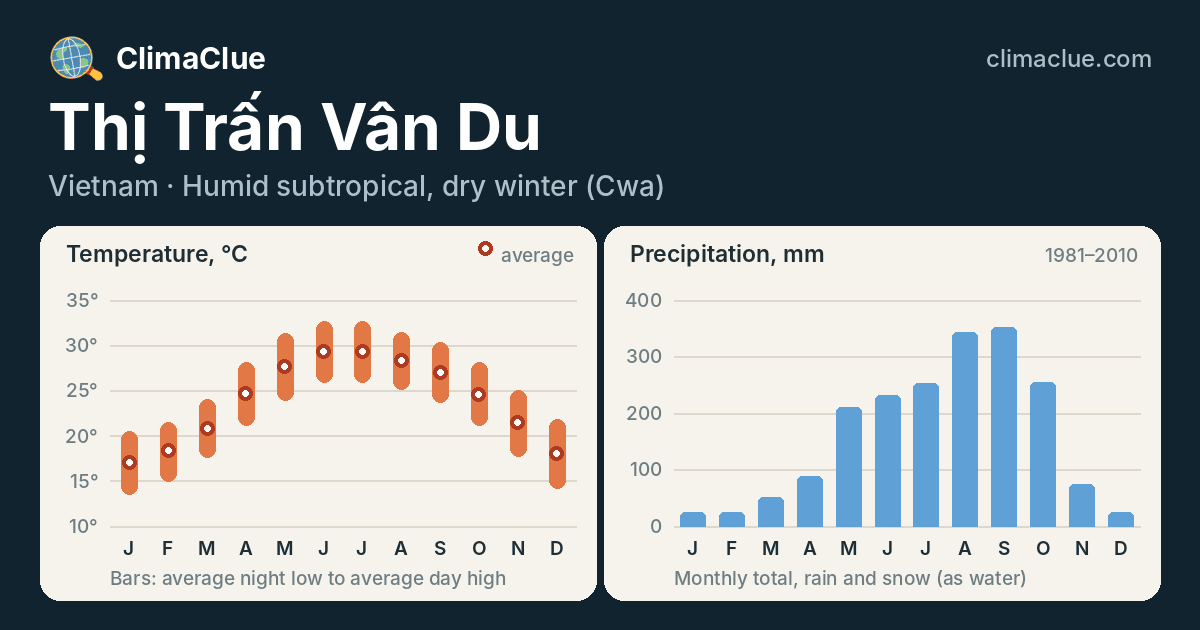 ClimaClue
climaclue.com
Thị Trấn Vân Du
Vietnam · Humid subtropical, dry winter (Cwa)
Temperature, °C
average
35°
30°
25°
20°
15°
10°
J F M A M J J A S O N D
Bars: average night low to average day high
Precipitation, mm
1981–2010
400
300
200
100
0
J F M A M J J A S O N D
Monthly total, rain and snow (as water)